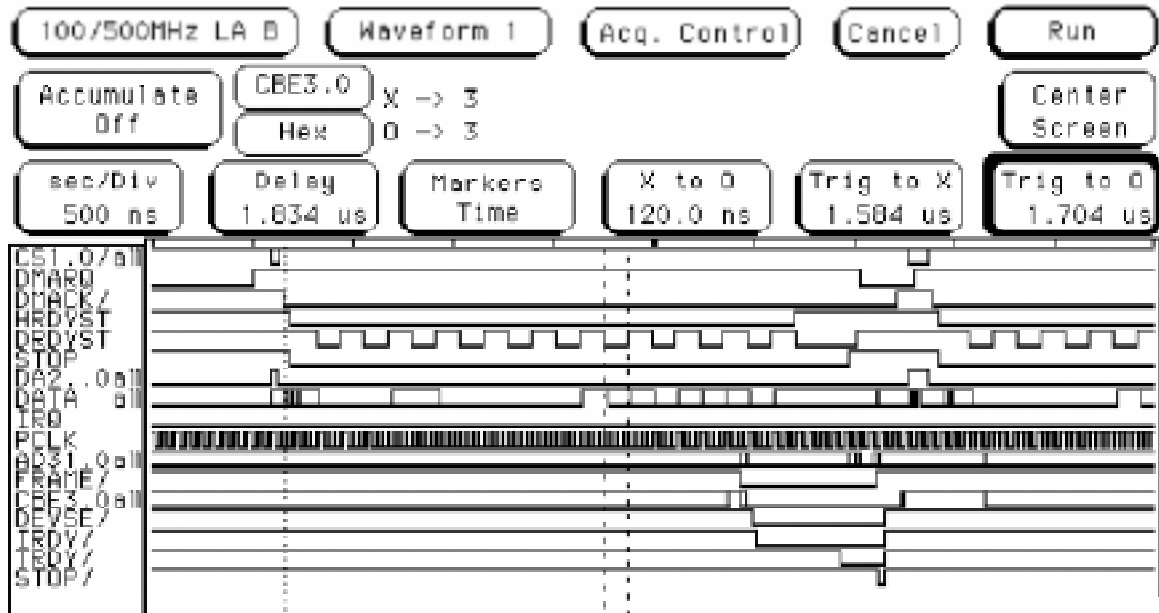 100/500MHz LA B Waveform 1 Acq. Control Cancel Run
Accumulate Off
CBE3.0 X -> 3
Hex O -> 3
Center Screen
sec/Div 500 ns
Delay 1.834 us
Markers Time
X to O 120.0 ns
Trig to X 1.584 us
Trig to O 1.704 us
CS1.0/all
DMARQ
DMACK/
HRDYST
DRDYST
STOP
DA2..0all
DATA all
IRQ
PCLK
AD31.0all
FRAME/
CBE3.0all
DEVSE/
IRDY/
STOP/